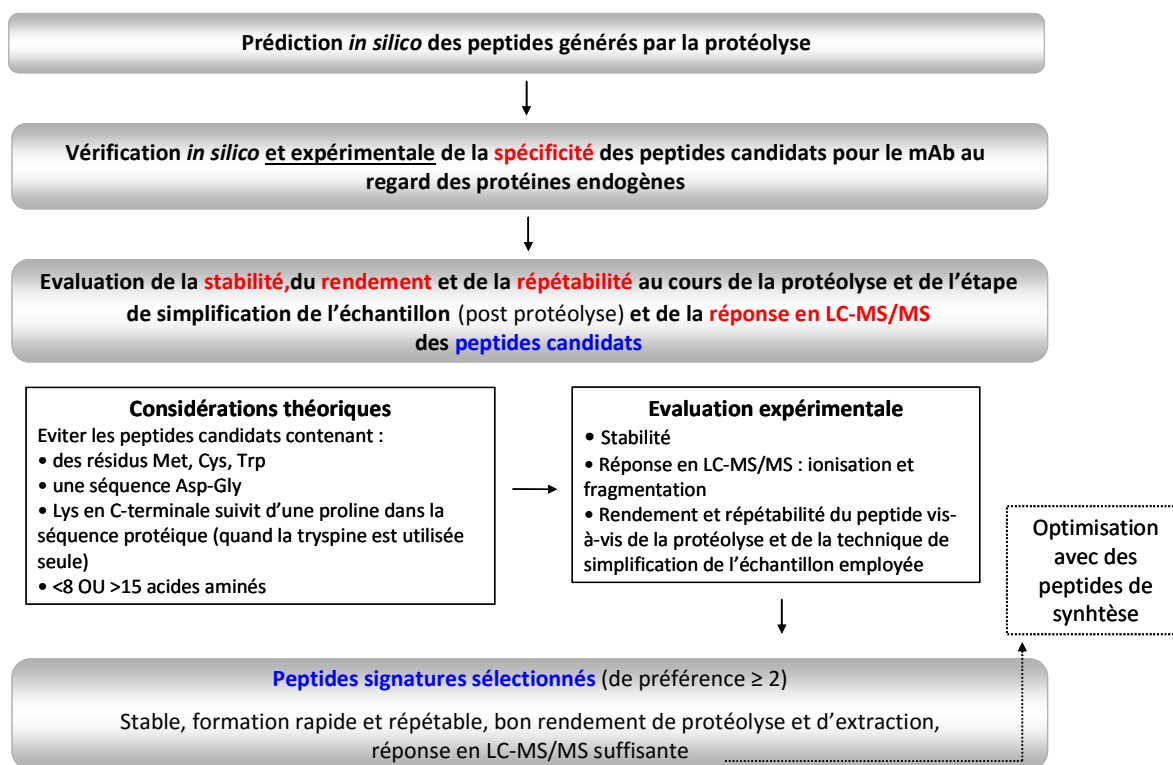 Prédiction in silico des peptides générés par la protéolyse
Vérification in silico et expérimentale de la spécificité des peptides candidats pour le mAb au
regard des protéines endogènes
Evaluation de la stabilité,du rendement et de la répétabilité au cours de la protéolyse et de l’étape
de simplification de l’échantillon (post protéolyse) et de la réponse en LC-MS/MS
des peptides candidats
Considérations théoriques
Eviter les peptides candidats contenant :
• des résidus Met, Cys, Trp
• une séquence Asp-Gly
• Lys en C-terminale suivit d’une proline dans la
séquence protéique (quand la tryspine est utilisée
seule)
• <8 OU >15 acides aminés
Evaluation expérimentale
• Stabilité
• Réponse en LC-MS/MS : ionisation et
fragmentation
• Rendement et répétabilité du peptide vis-
à-vis de la protéolyse et de la technique de
simplification de l’échantillon employée
Optimisation
avec des
peptides de
synhtèse
Peptides signatures sélectionnés (de préférence ≥ 2)
Stable, formation rapide et répétable, bon rendement de protéolyse et d’extraction,
réponse en LC-MS/MS suffisante